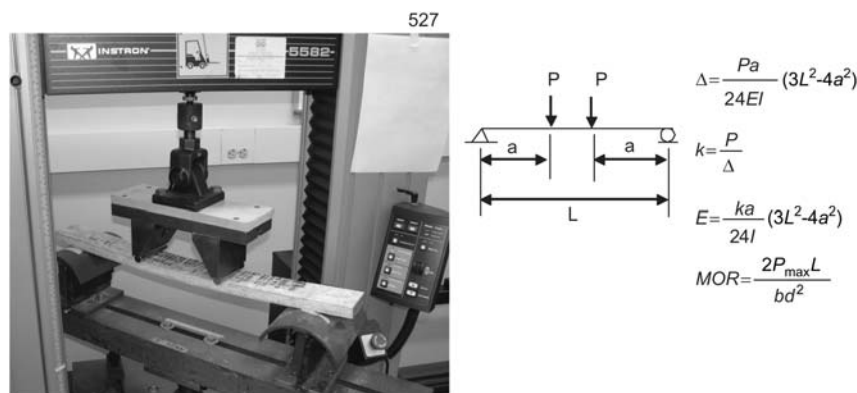 527
INSTRON®
5582
P P
a a
L
Δ = Pa/24EI (3L²-4a²)
k = P/Δ
E = ka/24I (3L²-4a²)
MOR = 2PmaxL/bd²